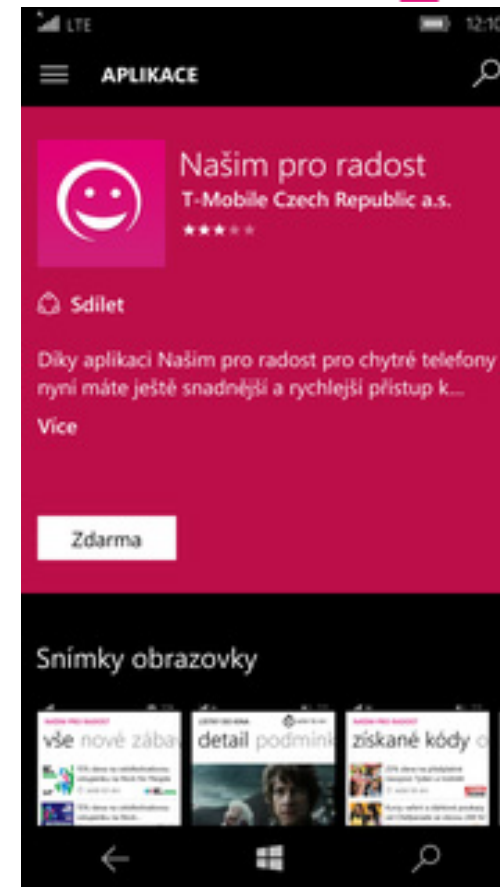 LTE
12:10
APLIKACE
Našim pro radost
T-Mobile Czech Republic a.s.
Sdílet
Díky aplikaci Našim pro radost pro chytré telefony
nyní máte ještě snadnější a rychlejší přístup k...
Více
Zdarma
Snímky obrazovky
vše nové zába
detail podmínk
získané kódy o